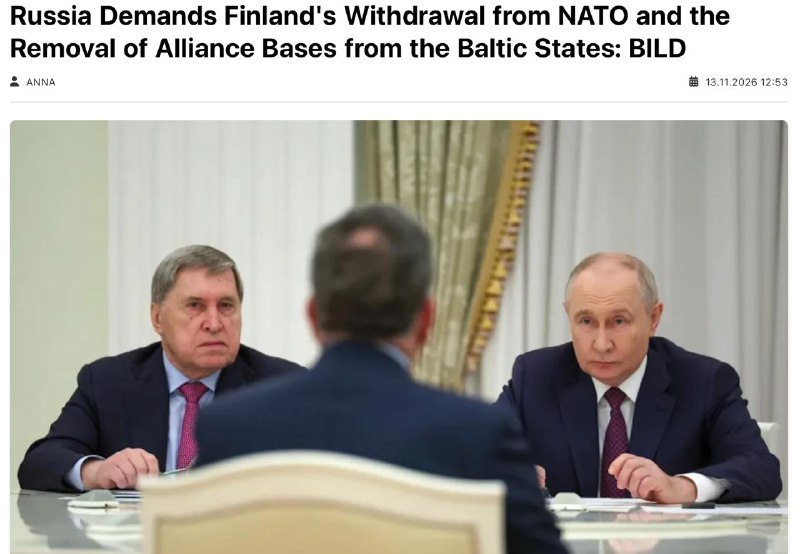 Russia Demands Finland's Withdrawal from NATO and the
Removal of Alliance Bases from the Baltic States: BILD
ANNA
13.11.2026 12:53